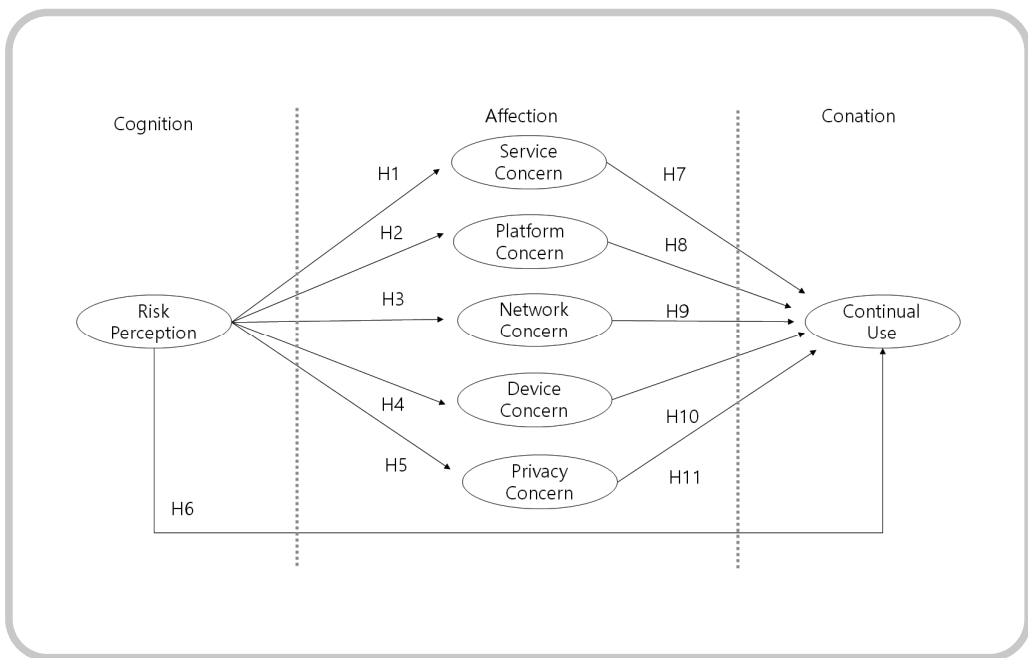 Cognition
Affection
Conation
Service
Concern
H1
H7
H2
Platform
Concern
H8
Risk
Perception
H3
Network
Concern
H9
Continual
Use
H4
Device
Concern
H10
H5
Privacy
Concern
H11
H6